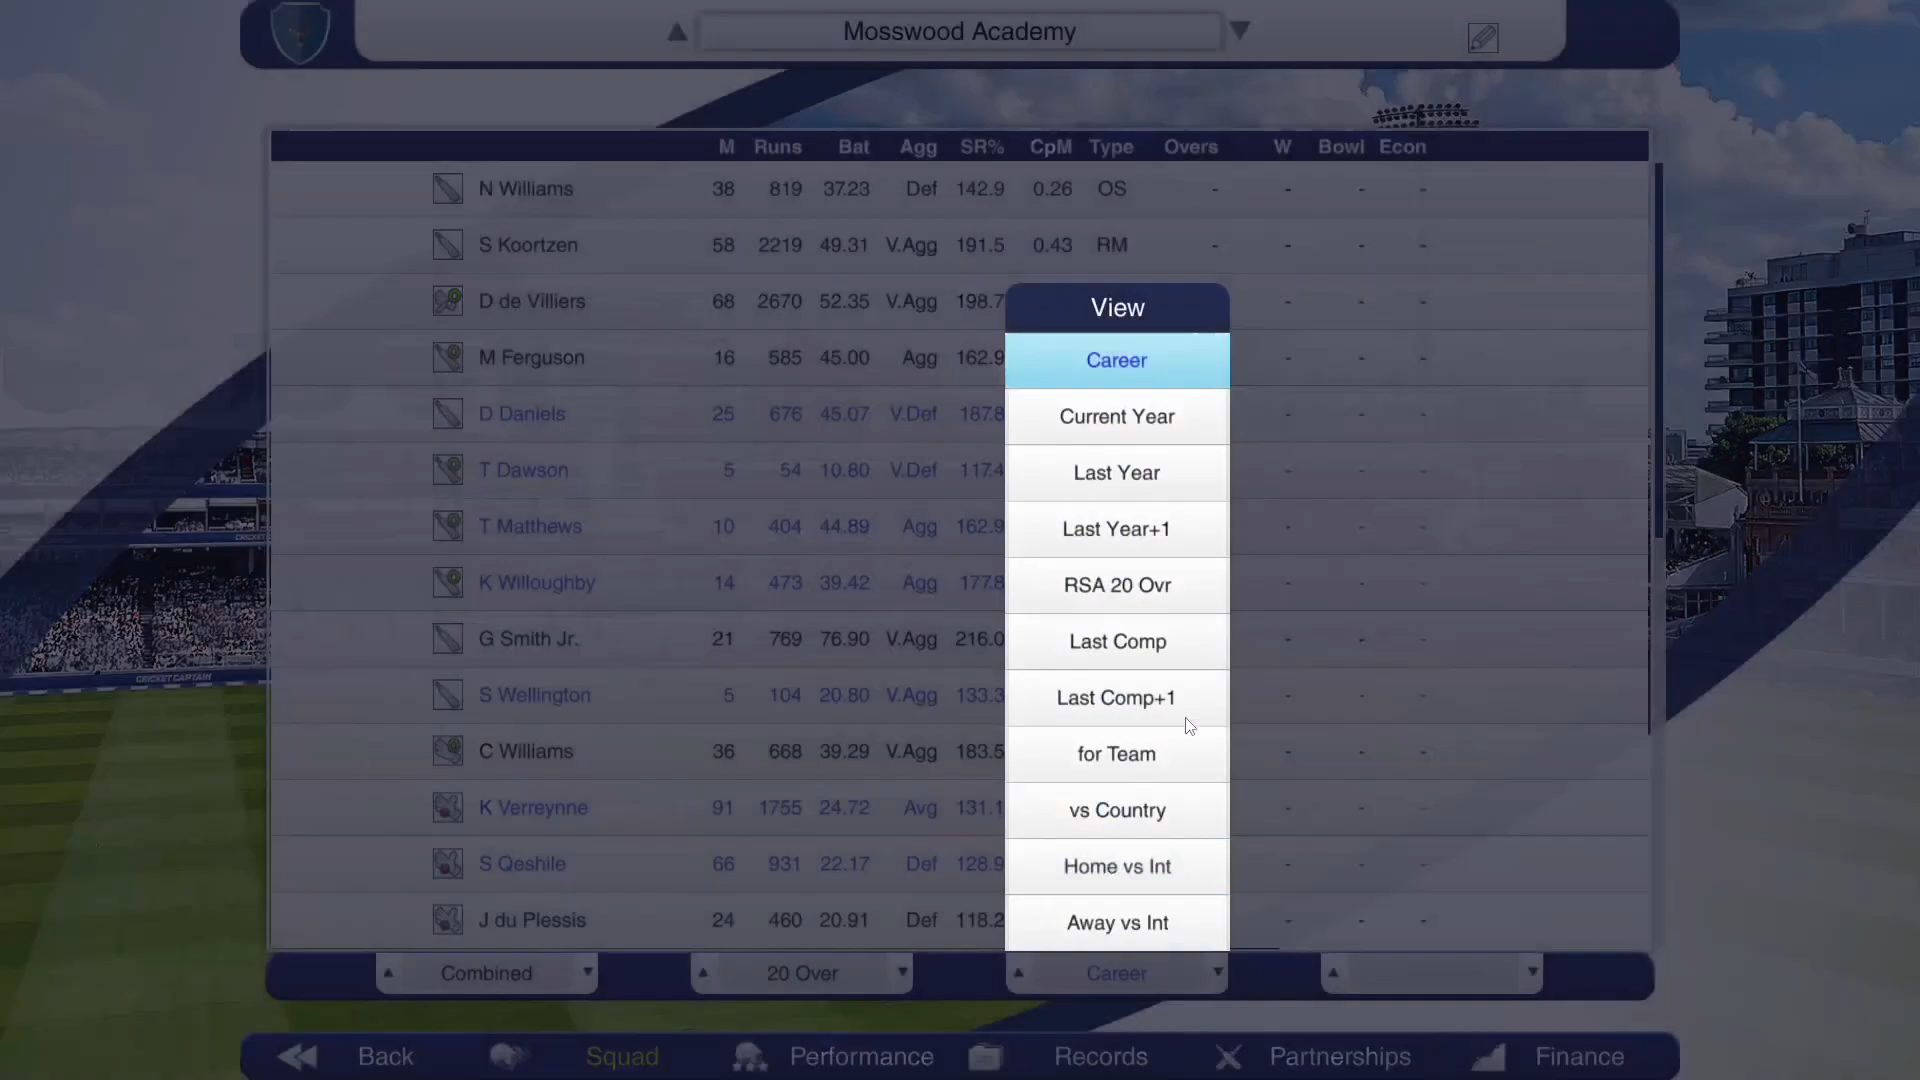 Mosswood Academy
M Runs Bat Agg SR% CpM Type Overs W Bowl Econ
N Williams 38 819 37.23 Def 142.9 0.26 OS - - - -
S Koortzen 58 2219 49.31 V.Agg 191.5 0.43 RM - - - -
D de Villiers 68 2670 52.35 V.Agg 198.7 - - -
M Ferguson 16 585 45.00 Agg 162.9 - - -
D Daniels 25 676 45.07 V.Def 187.8 - - -
T Dawson 5 54 10.80 V.Def 117.4 - - -
T Matthews 10 404 44.89 Agg 162.9 - - -
K Willoughby 14 473 39.42 Agg 177.8 - - -
G Smith Jr. 21 769 76.90 V.Agg 216.0 - - -
S Wellington 5 104 20.80 V.Agg 133.3 - - -
C Williams 36 668 39.29 V.Agg 183.5 - - -
K Verreynne 91 1755 24.72 Avg 131.1 - - -
S Qeshile 66 931 22.17 Def 128.9 - - -
J du Plessis 24 460 20.91 Def 118.2 - - -
View
Career
Current Year
Last Year
Last Year+1
RSA 20 Ovr
Last Comp
Last Comp+1
for Team
vs Country
Home vs Int
Away vs Int
CRICKET CAPTAIN
Combined 20 Over Career
Back Squad Performance Records Partnerships Finance